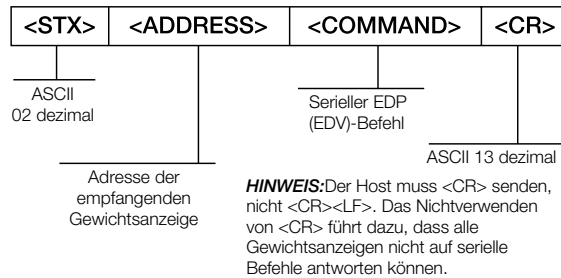 <STX> <ADDRESS> <COMMAND> <CR>
ASCII
02 dezimal
Serieller EDP
(EDV)-Befehl
ASCII 13 dezimal
Adresse der
empfangenden
Gewichtsanzeige
HINWEIS:Der Host muss <CR> senden,
nicht <CR><LF>. Das Nichtverwenden
von <CR> führt dazu, dass alle
Gewichtsanzeigen nicht auf serielle
Befehle antworten können.